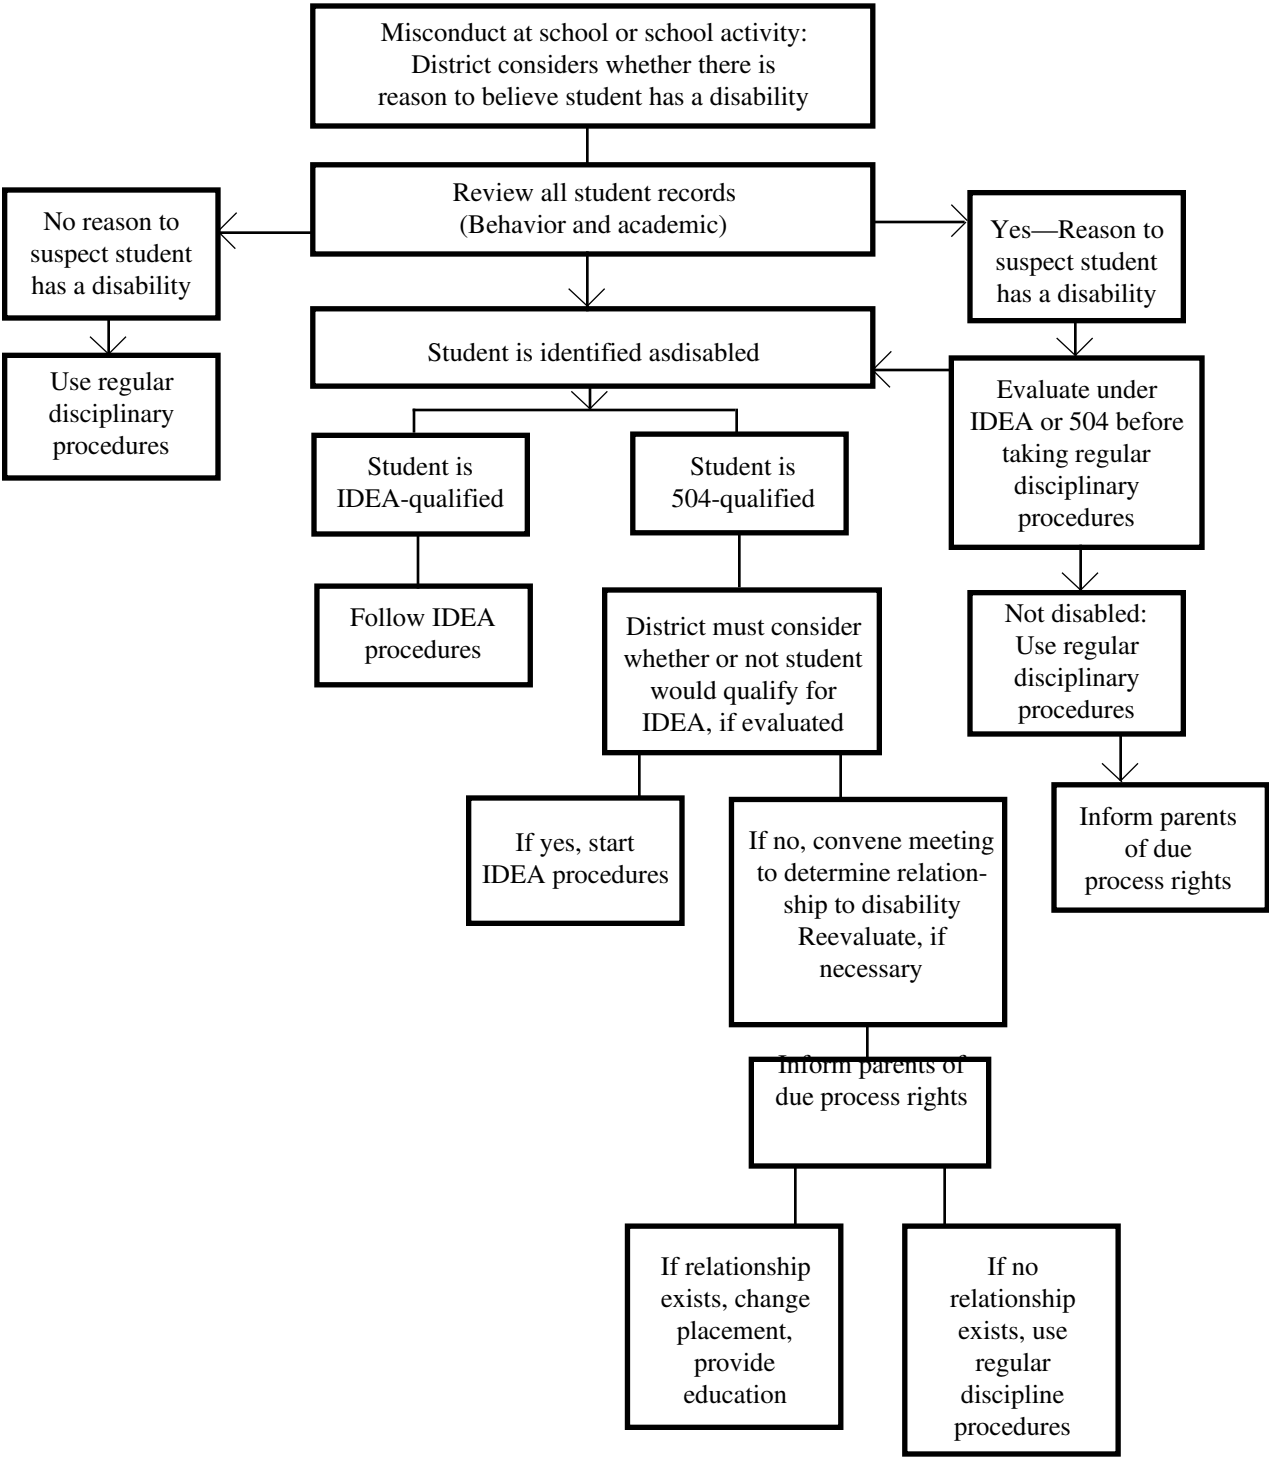 Misconduct at school or school activity:
District considers whether there is
reason to believe student has a disability
Review all student records
(Behavior and academic)
No reason to
suspect student
has a disability
Yes—Reason to
suspect student
has a disability
Use regular
disciplinary
procedures
Student is identified asdisabled
Evaluate under
IDEA or 504 before
taking regular
disciplinary
procedures
Student is
IDEA-qualified
Student is
504-qualified
Follow IDEA
procedures
District must consider
whether or not student
would qualify for
IDEA, if evaluated
Not disabled:
Use regular
disciplinary
procedures
If yes, start
IDEA procedures
If no, convene meeting
to determine relation-
ship to disability
Reevaluate, if
necessary
Inform parents
of due
process rights
Inform parents of
due process rights
If relationship
exists, change
placement,
provide
education
If no
relationship
exists, use
regular
discipline
procedures